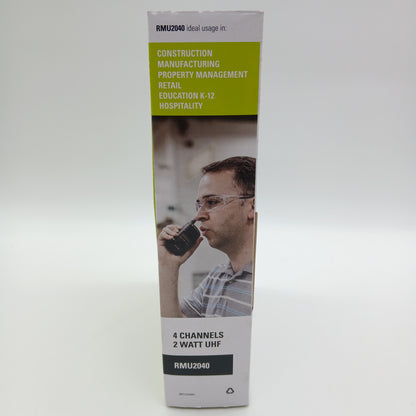 RMU2040 ideal usage in:
CONSTRUCTION
MANUFACTURING
PROPERTY MANAGEMENT
RETAIL
EDUCATION K-12
HOSPITALITY
4 CHANNELS
2 WATT UHF
RMU2040